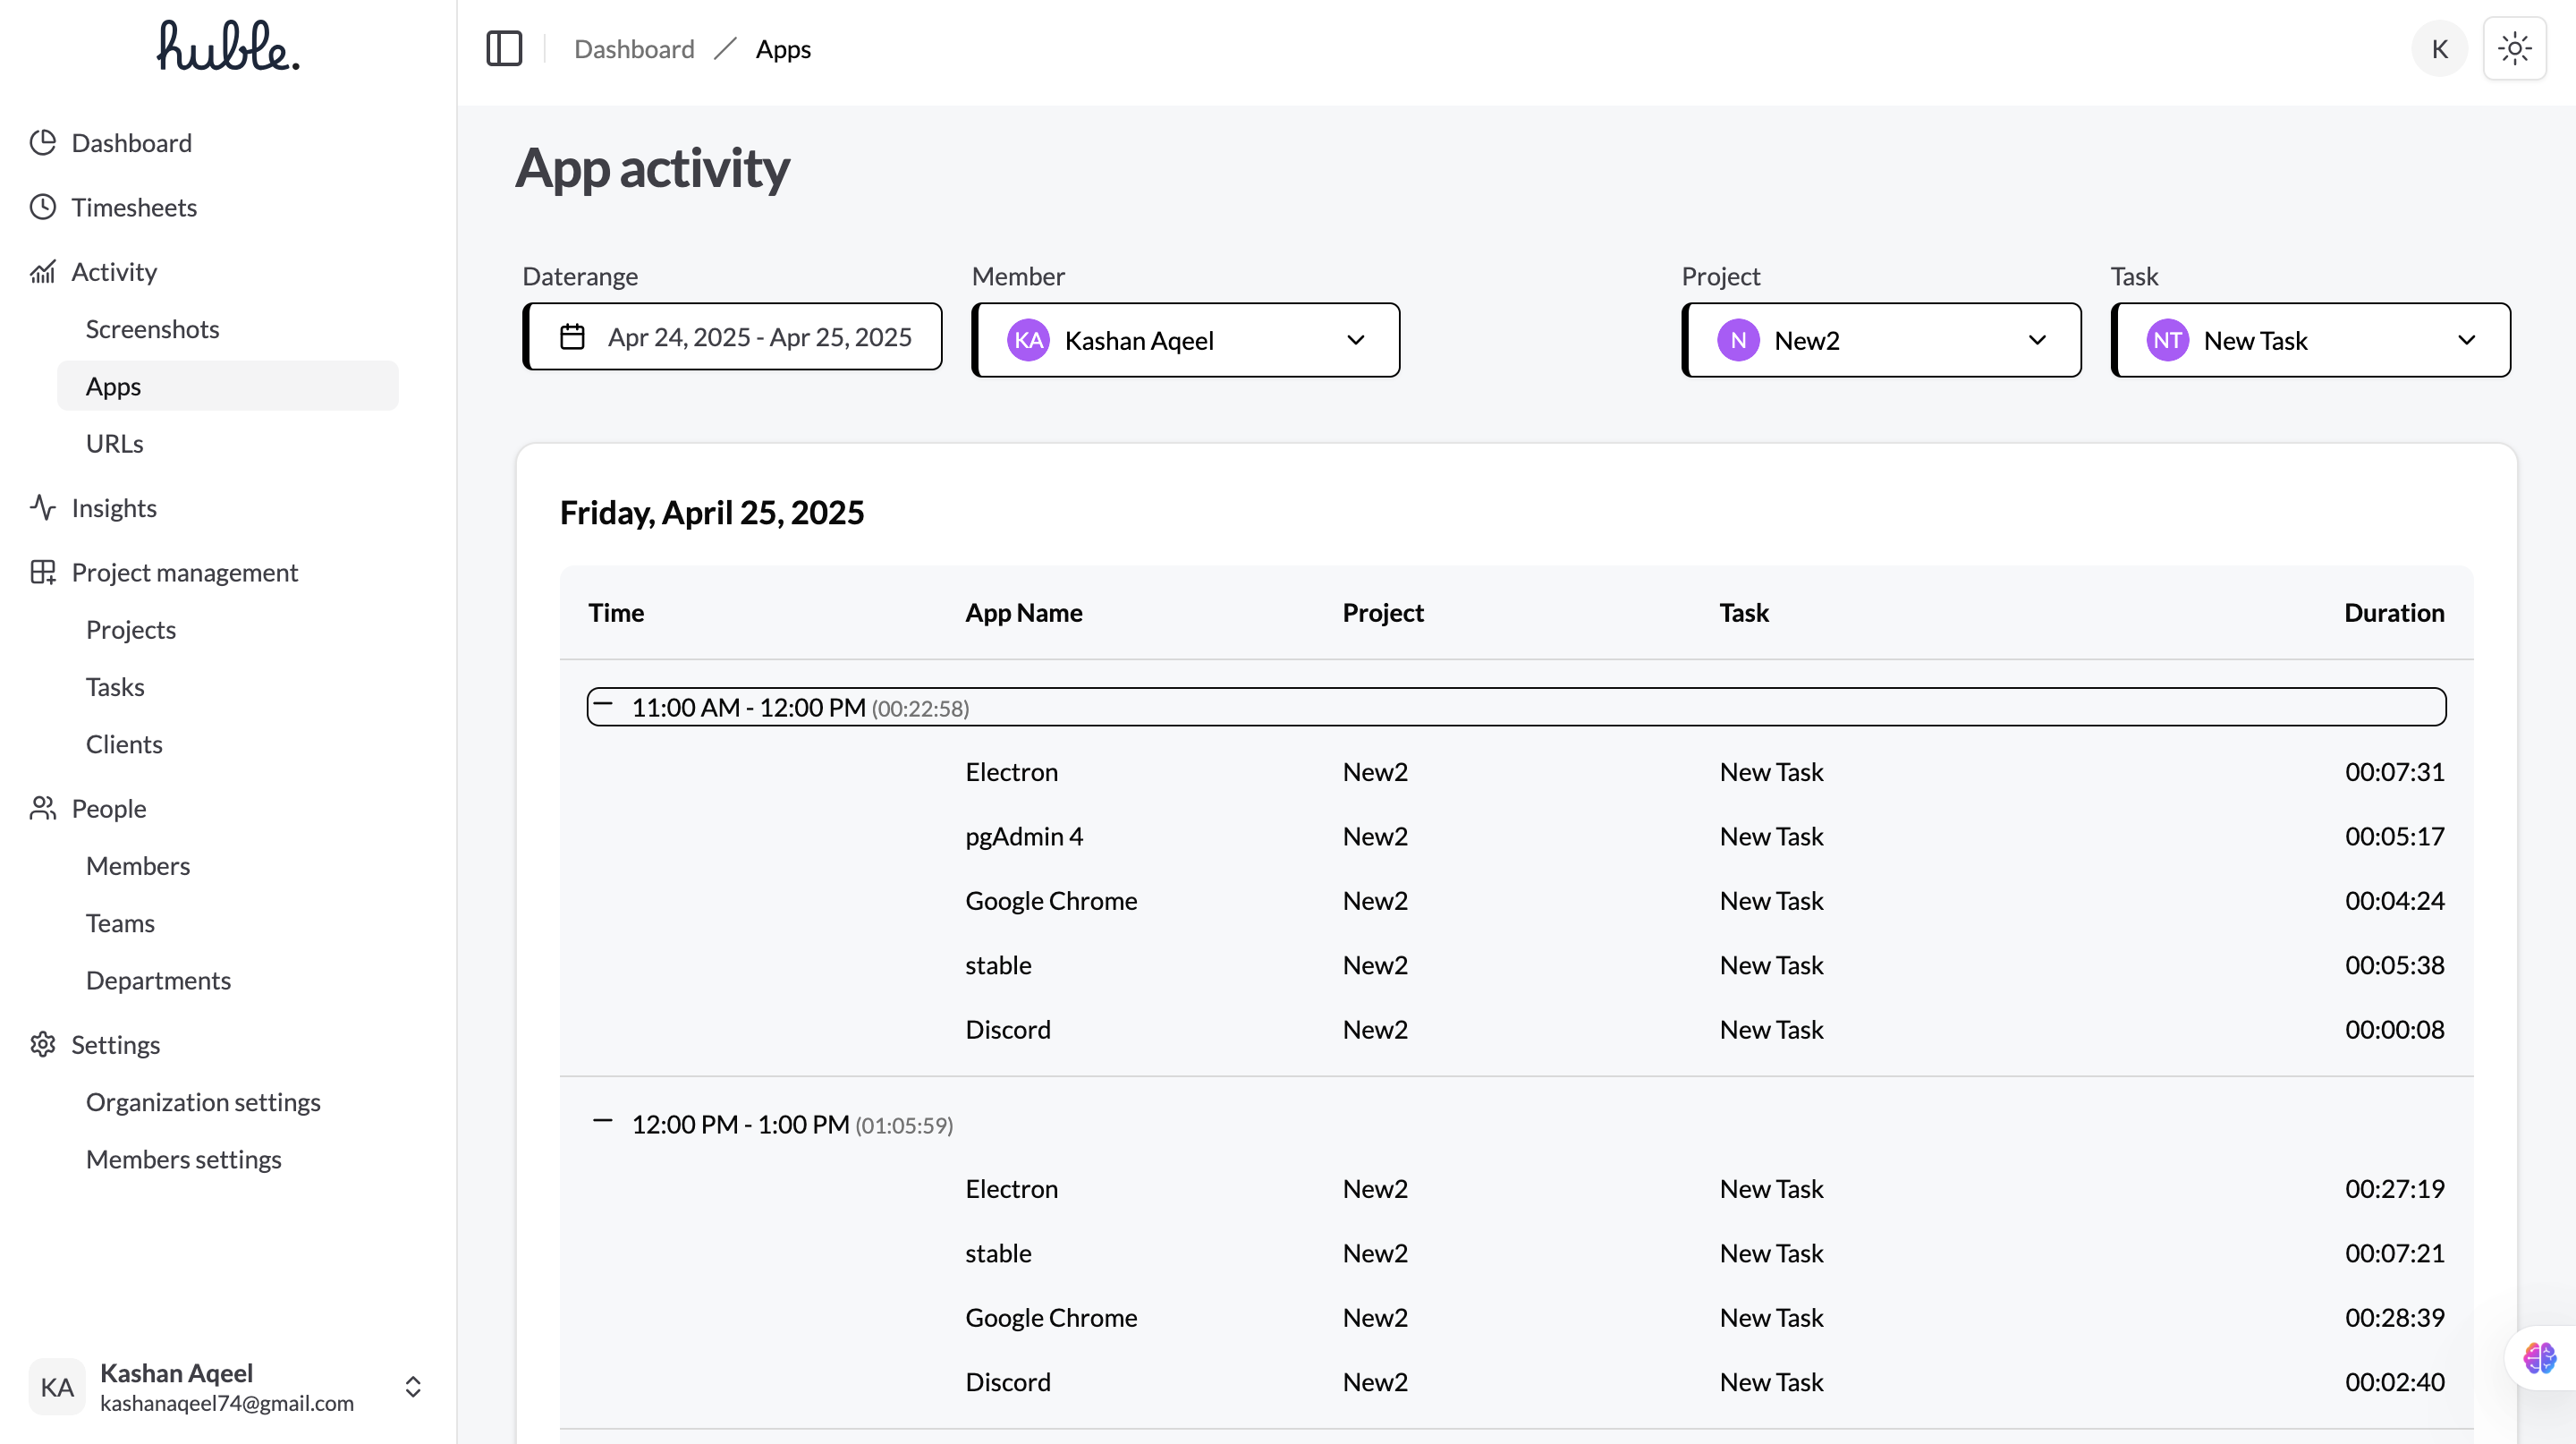 huble.
Dashboard
Timesheets
Activity
Screenshots
Apps
URLs
Insights
Project management
Projects
Tasks
Clients
People
Members
Teams
Departments
Settings
Organization settings
Members settings
KA
Kashan Aqeel
kashanaqeel74@gmail.com
Dashboard / Apps
K
App activity
Daterange
Apr 24, 2025 - Apr 25, 2025
Member
KA Kashan Aqeel
Project
N New2
Task
NT New Task
Friday, April 25, 2025
Time App Name Project Task Duration
11:00 AM - 12:00 PM (00:22:58)
Electron New2 New Task 00:07:31
pgAdmin 4 New2 New Task 00:05:17
Google Chrome New2 New Task 00:04:24
stable New2 New Task 00:05:38
Discord New2 New Task 00:00:08
12:00 PM - 1:00 PM (01:05:59)
Electron New2 New Task 00:27:19
stable New2 New Task 00:07:21
Google Chrome New2 New Task 00:28:39
Discord New2 New Task 00:02:40